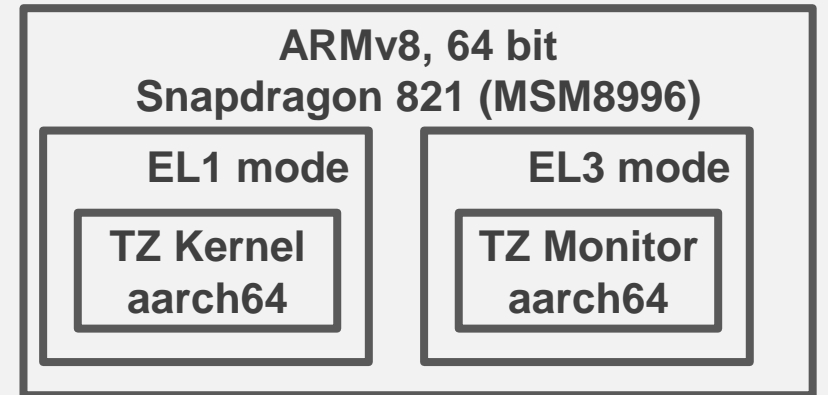 ARMv8, 64 bit
Snapdragon 821 (MSM8996)
EL1 mode
TZ Kernel
aarch64
EL3 mode
TZ Monitor
aarch64